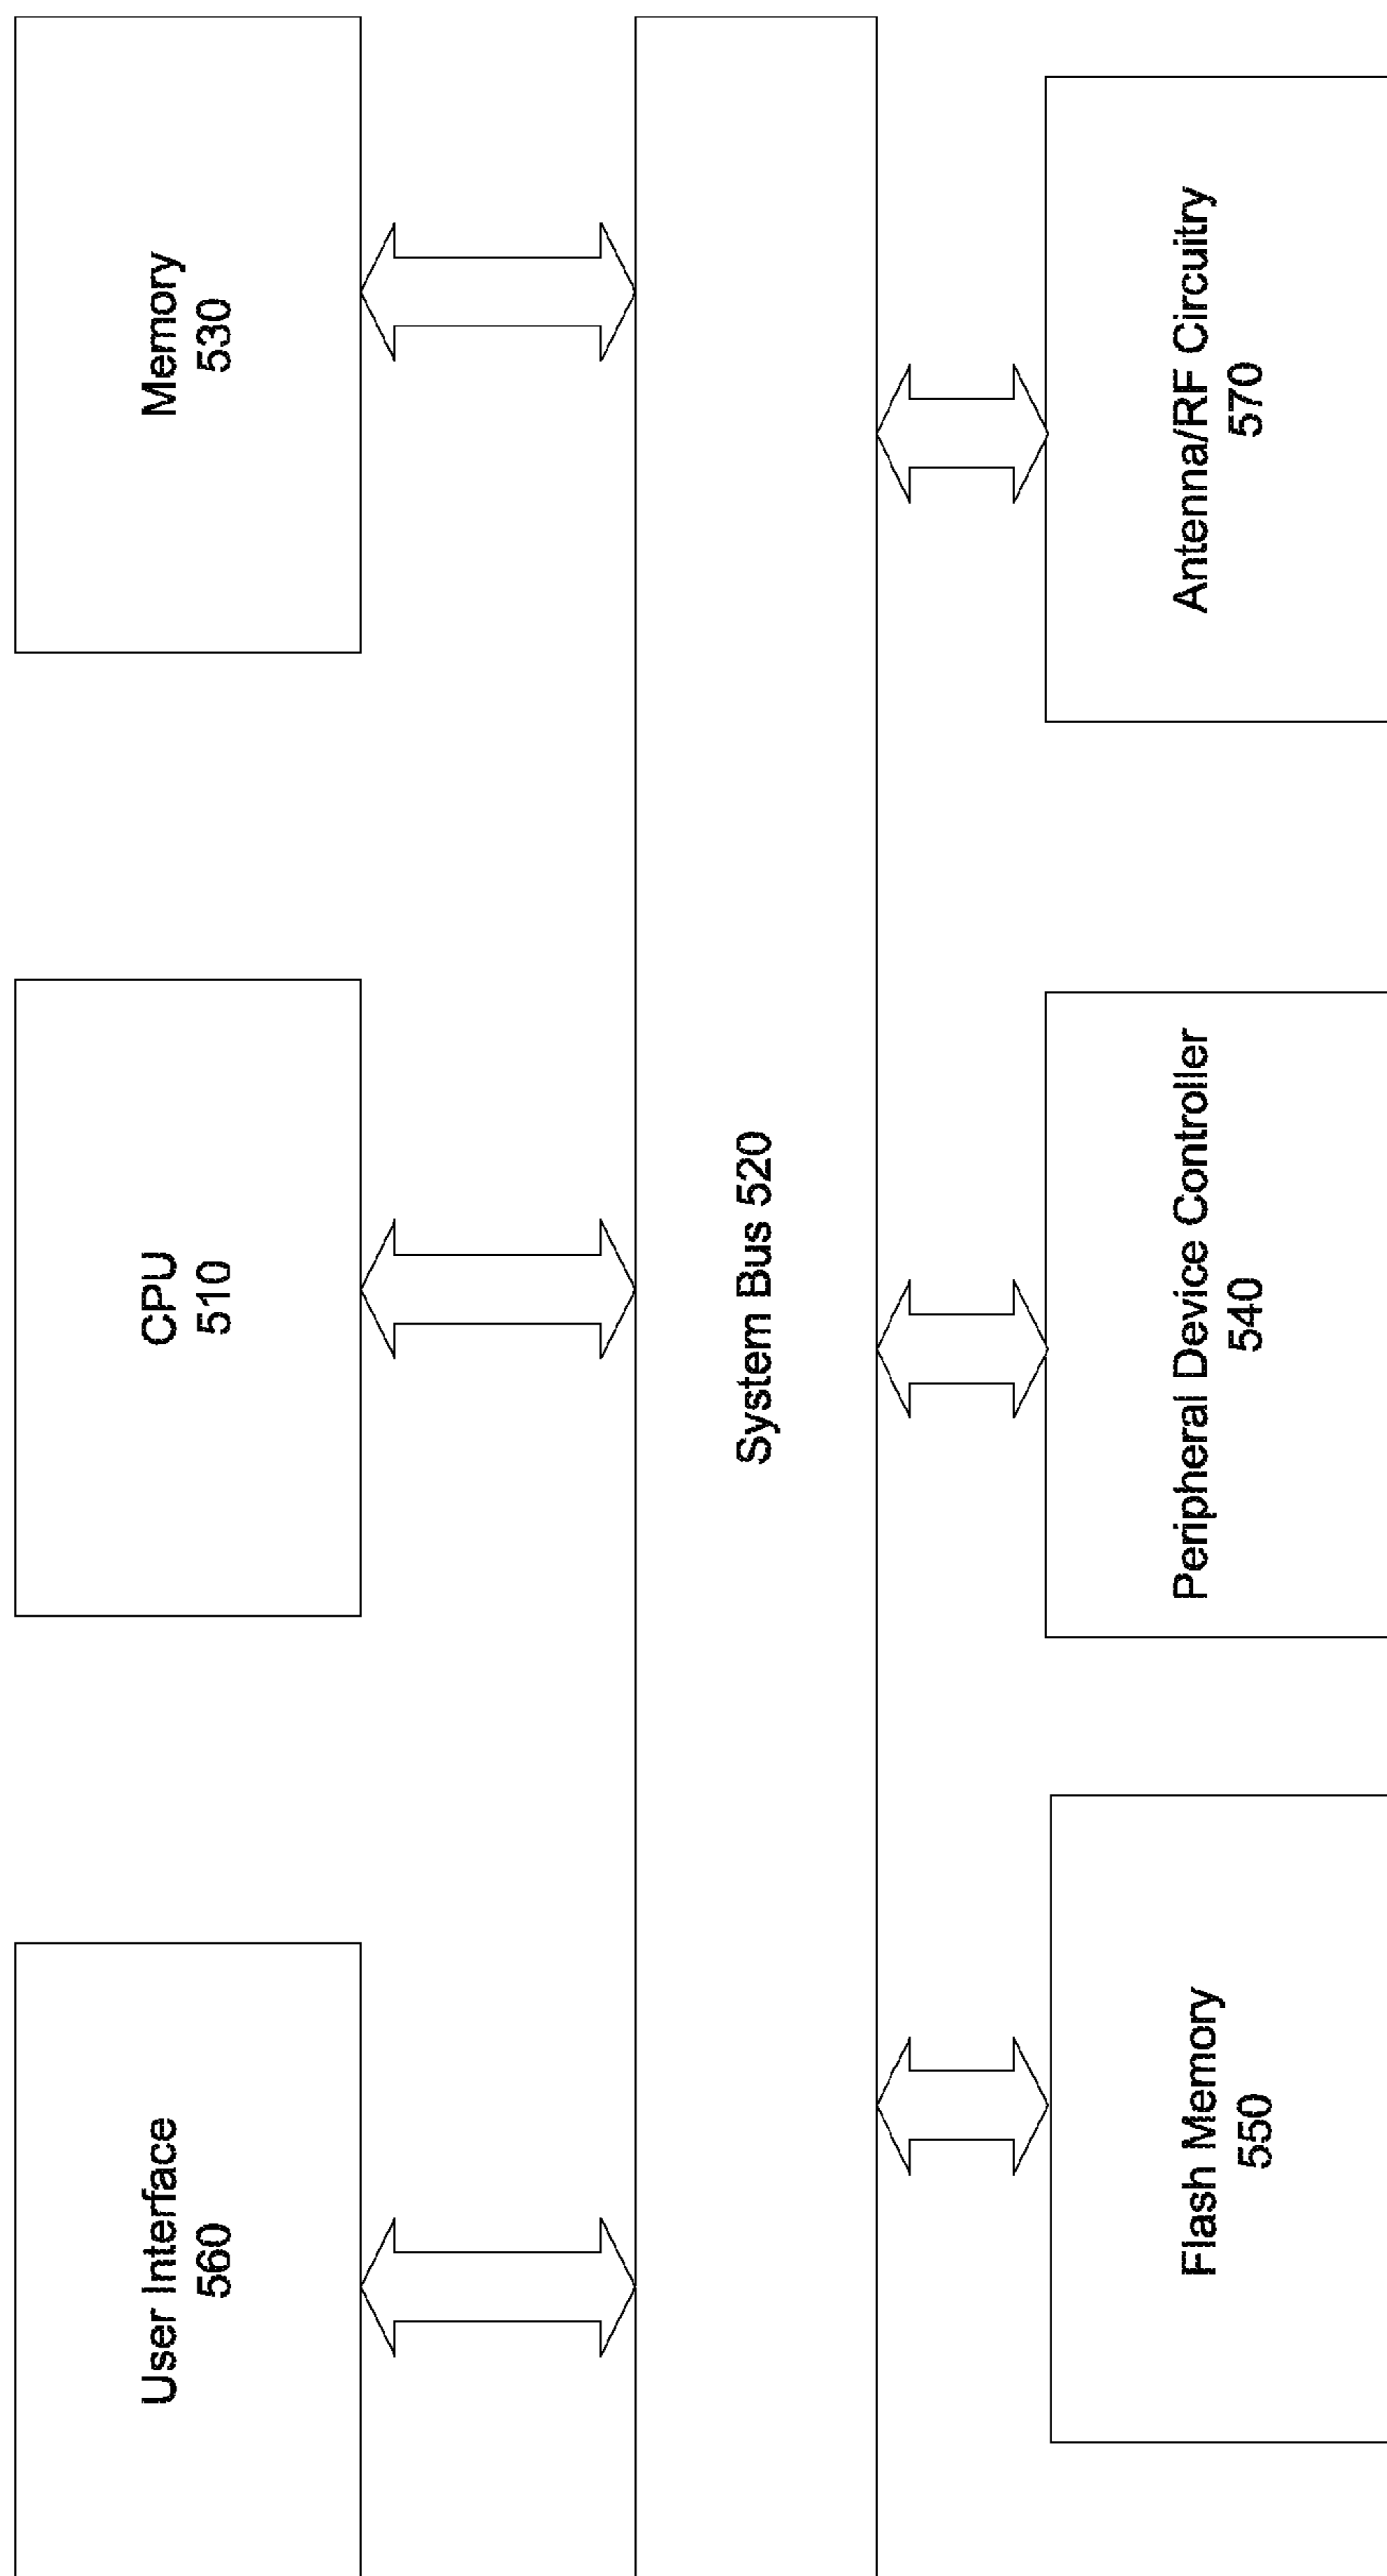 User Interface
560
CPU
510
Memory
530
System Bus 520
Flash Memory
550
Peripheral Device Controller
540
Antenna/RF Circuitry
570